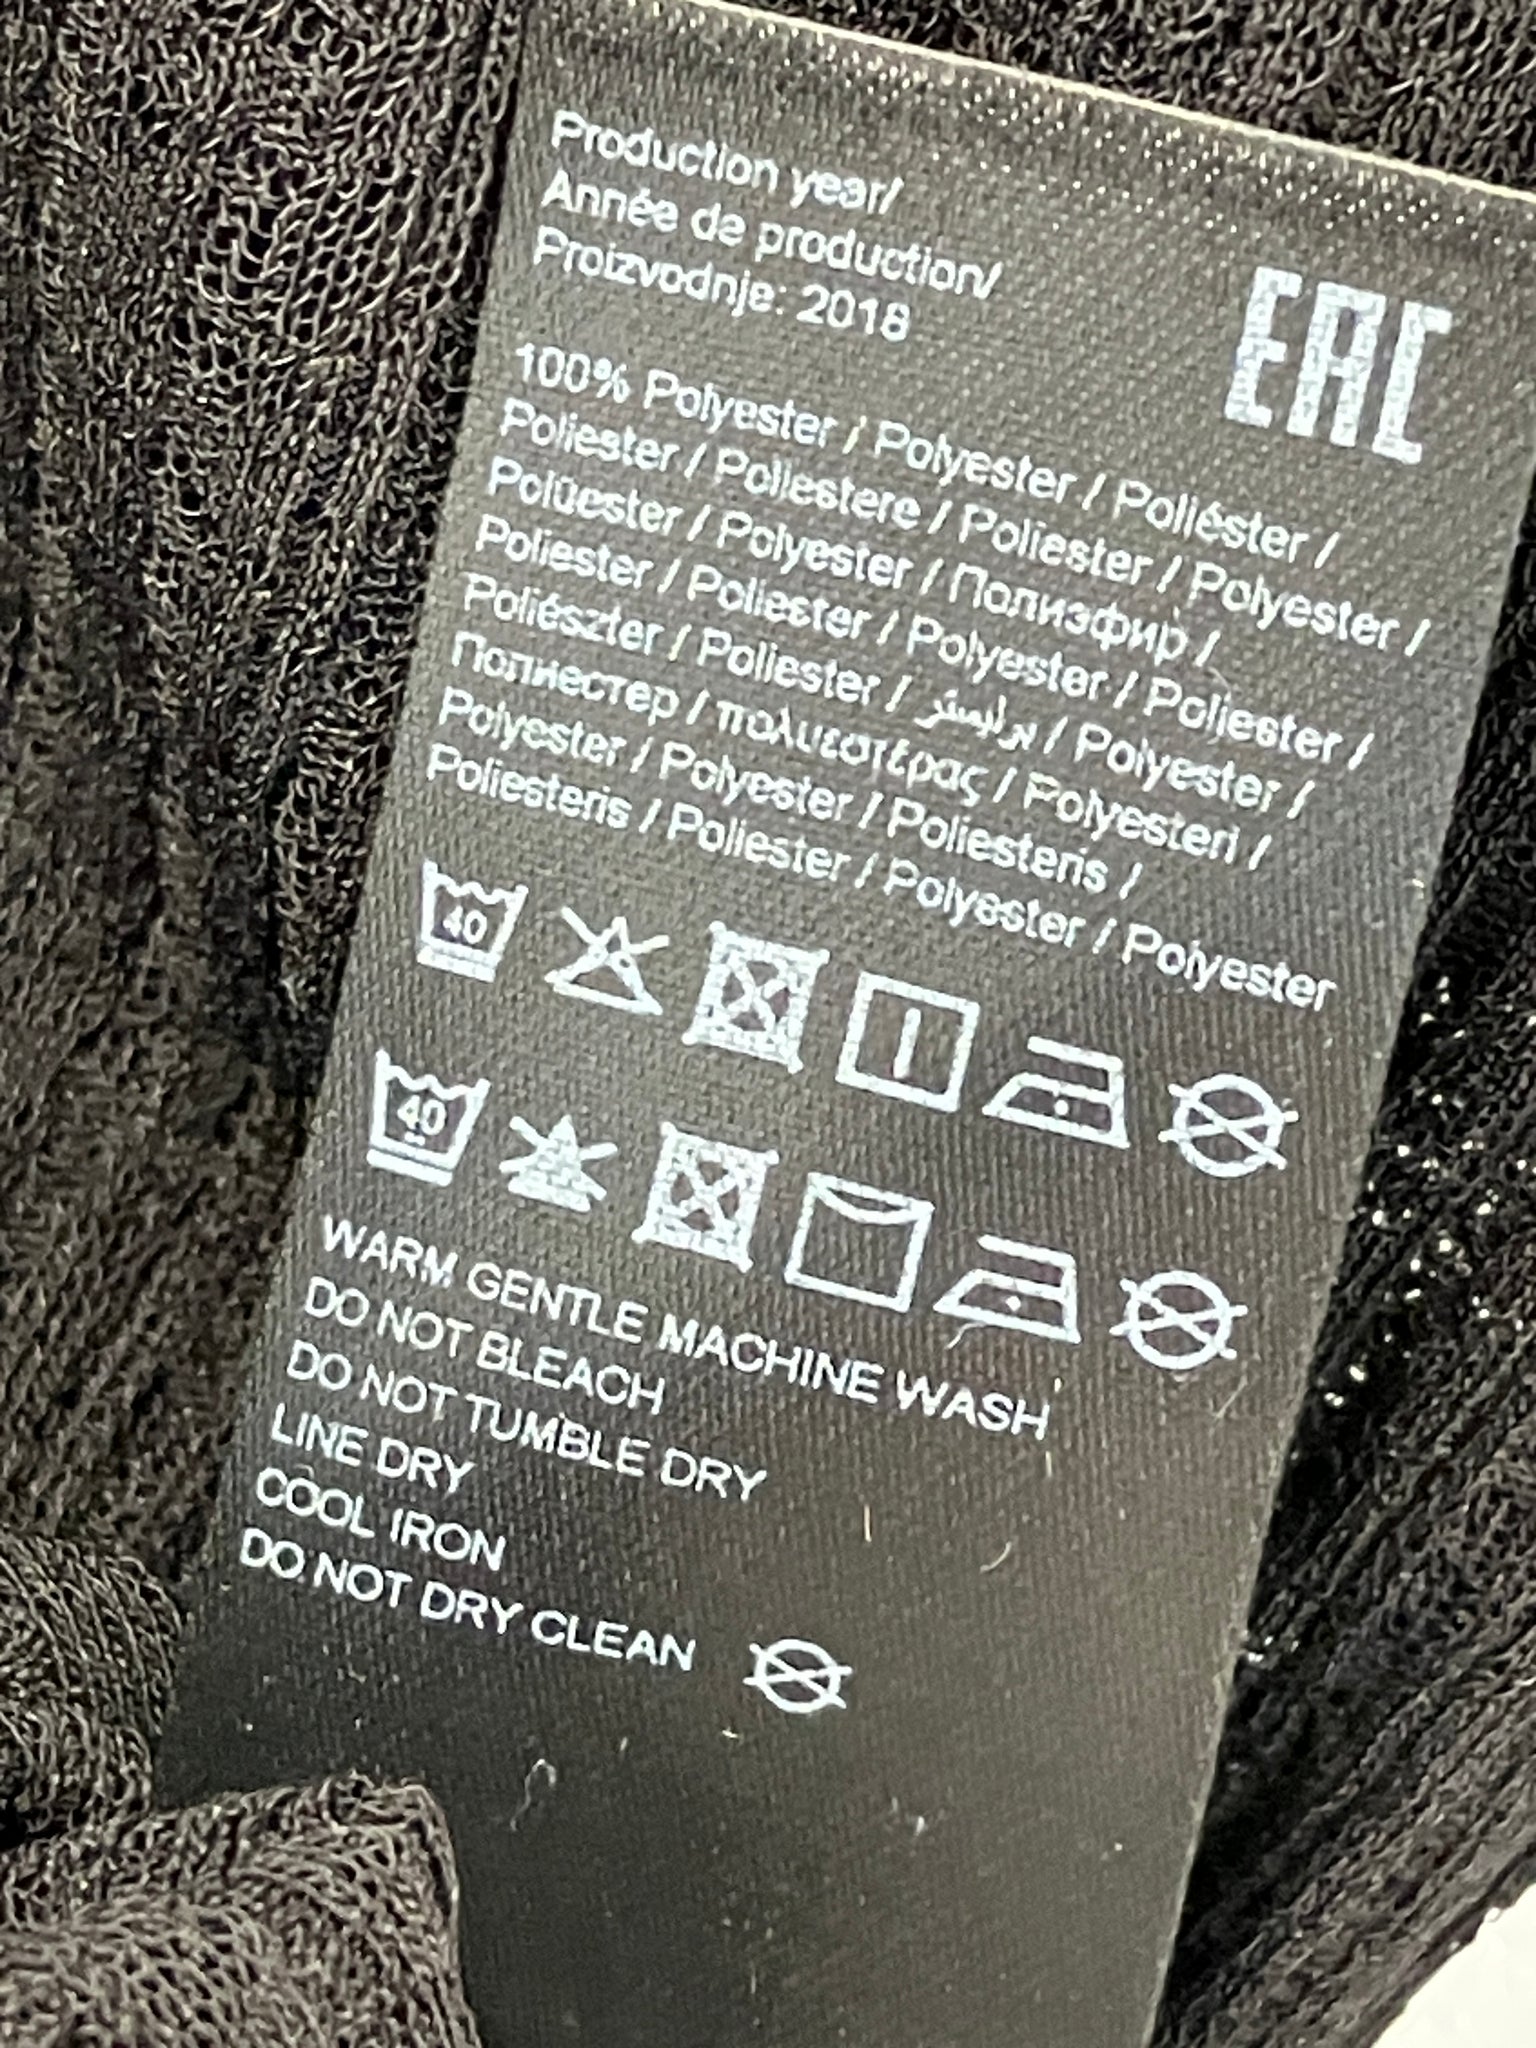 Production year/
Année de production/
Proizvodnje: 2018
EAC
100% Polyester / Polyester / Poliéster /
Poliester / Poliestere / Poliester / Polyester /
Polüester / Polyester / Полиэфир /
Poliester / Poliester / Polyester / Poliester /
Poliészter / Poliester / بوليستر / Polyester /
Полиестер / πολυεστέρας / Polyesteri /
Polyester / Polyester / Poliesteris /
Poliesteris / Poliester / Polyester / Polyester
40
40
WARM GENTLE MACHINE WASH
DO NOT BLEACH
DO NOT TUMBLE DRY
LINE DRY
COOL IRON
DO NOT DRY CLEAN